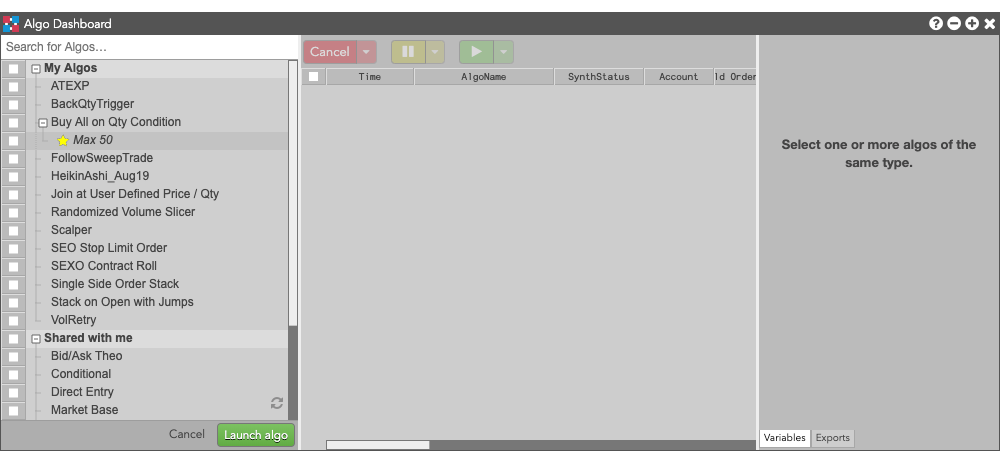 Algo Dashboard
Search for Algos...
Cancel
Time AlgoName SynthStatus Account ld Order
My Algos
ATEXP
BackQtyTrigger
Buy All on Qty Condition
Max 50
FollowSweepTrade
HeikinAshi_Aug19
Join at User Defined Price / Qty
Randomized Volume Slicer
Scalper
SEO Stop Limit Order
SEXO Contract Roll
Single Side Order Stack
Stack on Open with Jumps
VolRetry
Shared with me
Bid/Ask Theo
Conditional
Direct Entry
Market Base
Cancel Launch algo
Select one or more algos of the
same type.
Variables Exports